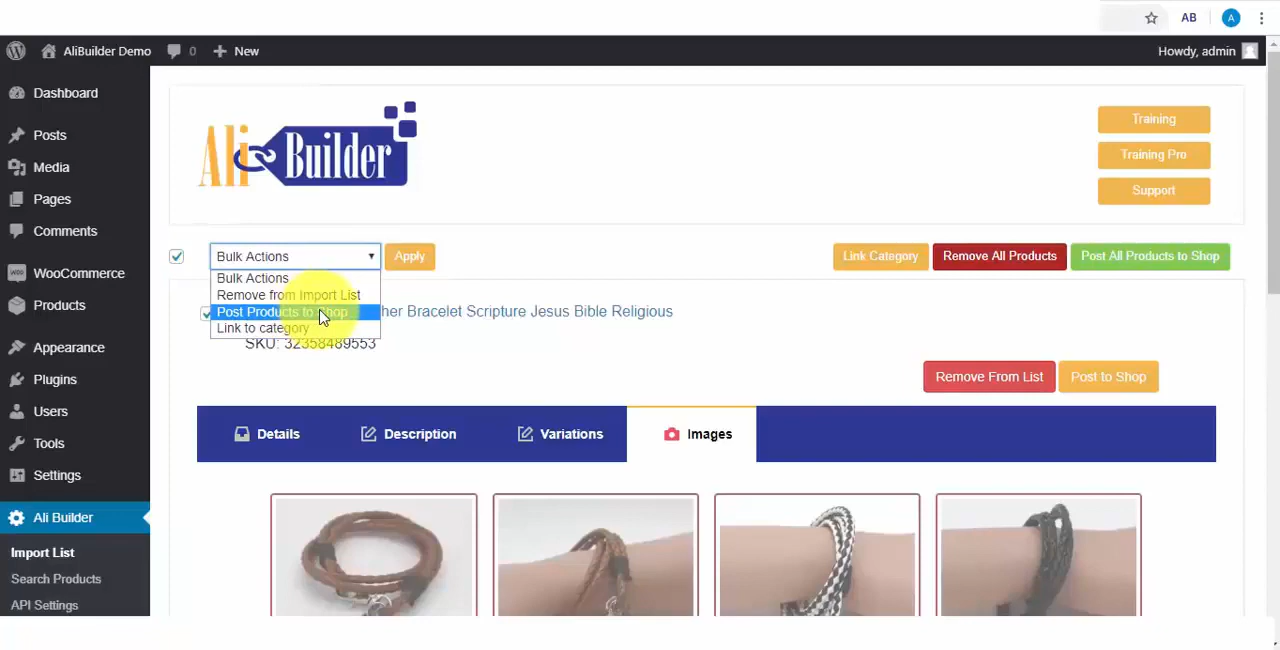 AB
A
AliBuilder Demo
0
New
Howdy, admin
Dashboard
Posts
Media
Pages
Comments
WOO
WooCommerce
Products
Appearance
Plugins
Users
Tools
Settings
Ali Builder
Import List
Search Products
API Settings
Ali Builder
Training
Training Pro
Support
Bulk Actions
Apply
Link Category
Remove All Products
Post All Products to Shop
Bulk Actions
Remove from Import List
Post Products to Shop
Link to category
her Bracelet Scripture Jesus Bible Religious
SKU: 32358489553
Remove From List
Post to Shop
Details
Description
Variations
Images